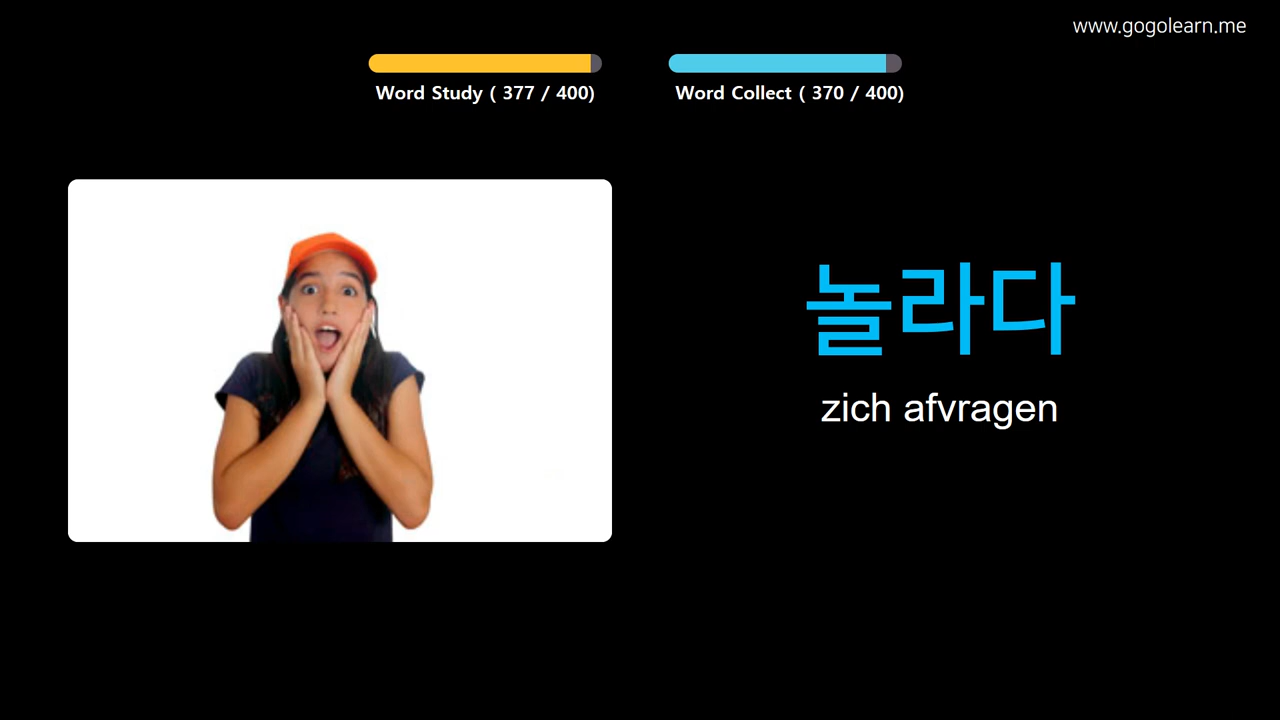 www.gogolearn.me
Word Study ( 377 / 400)
Word Collect ( 370 / 400)
놀라다
zich afvragen